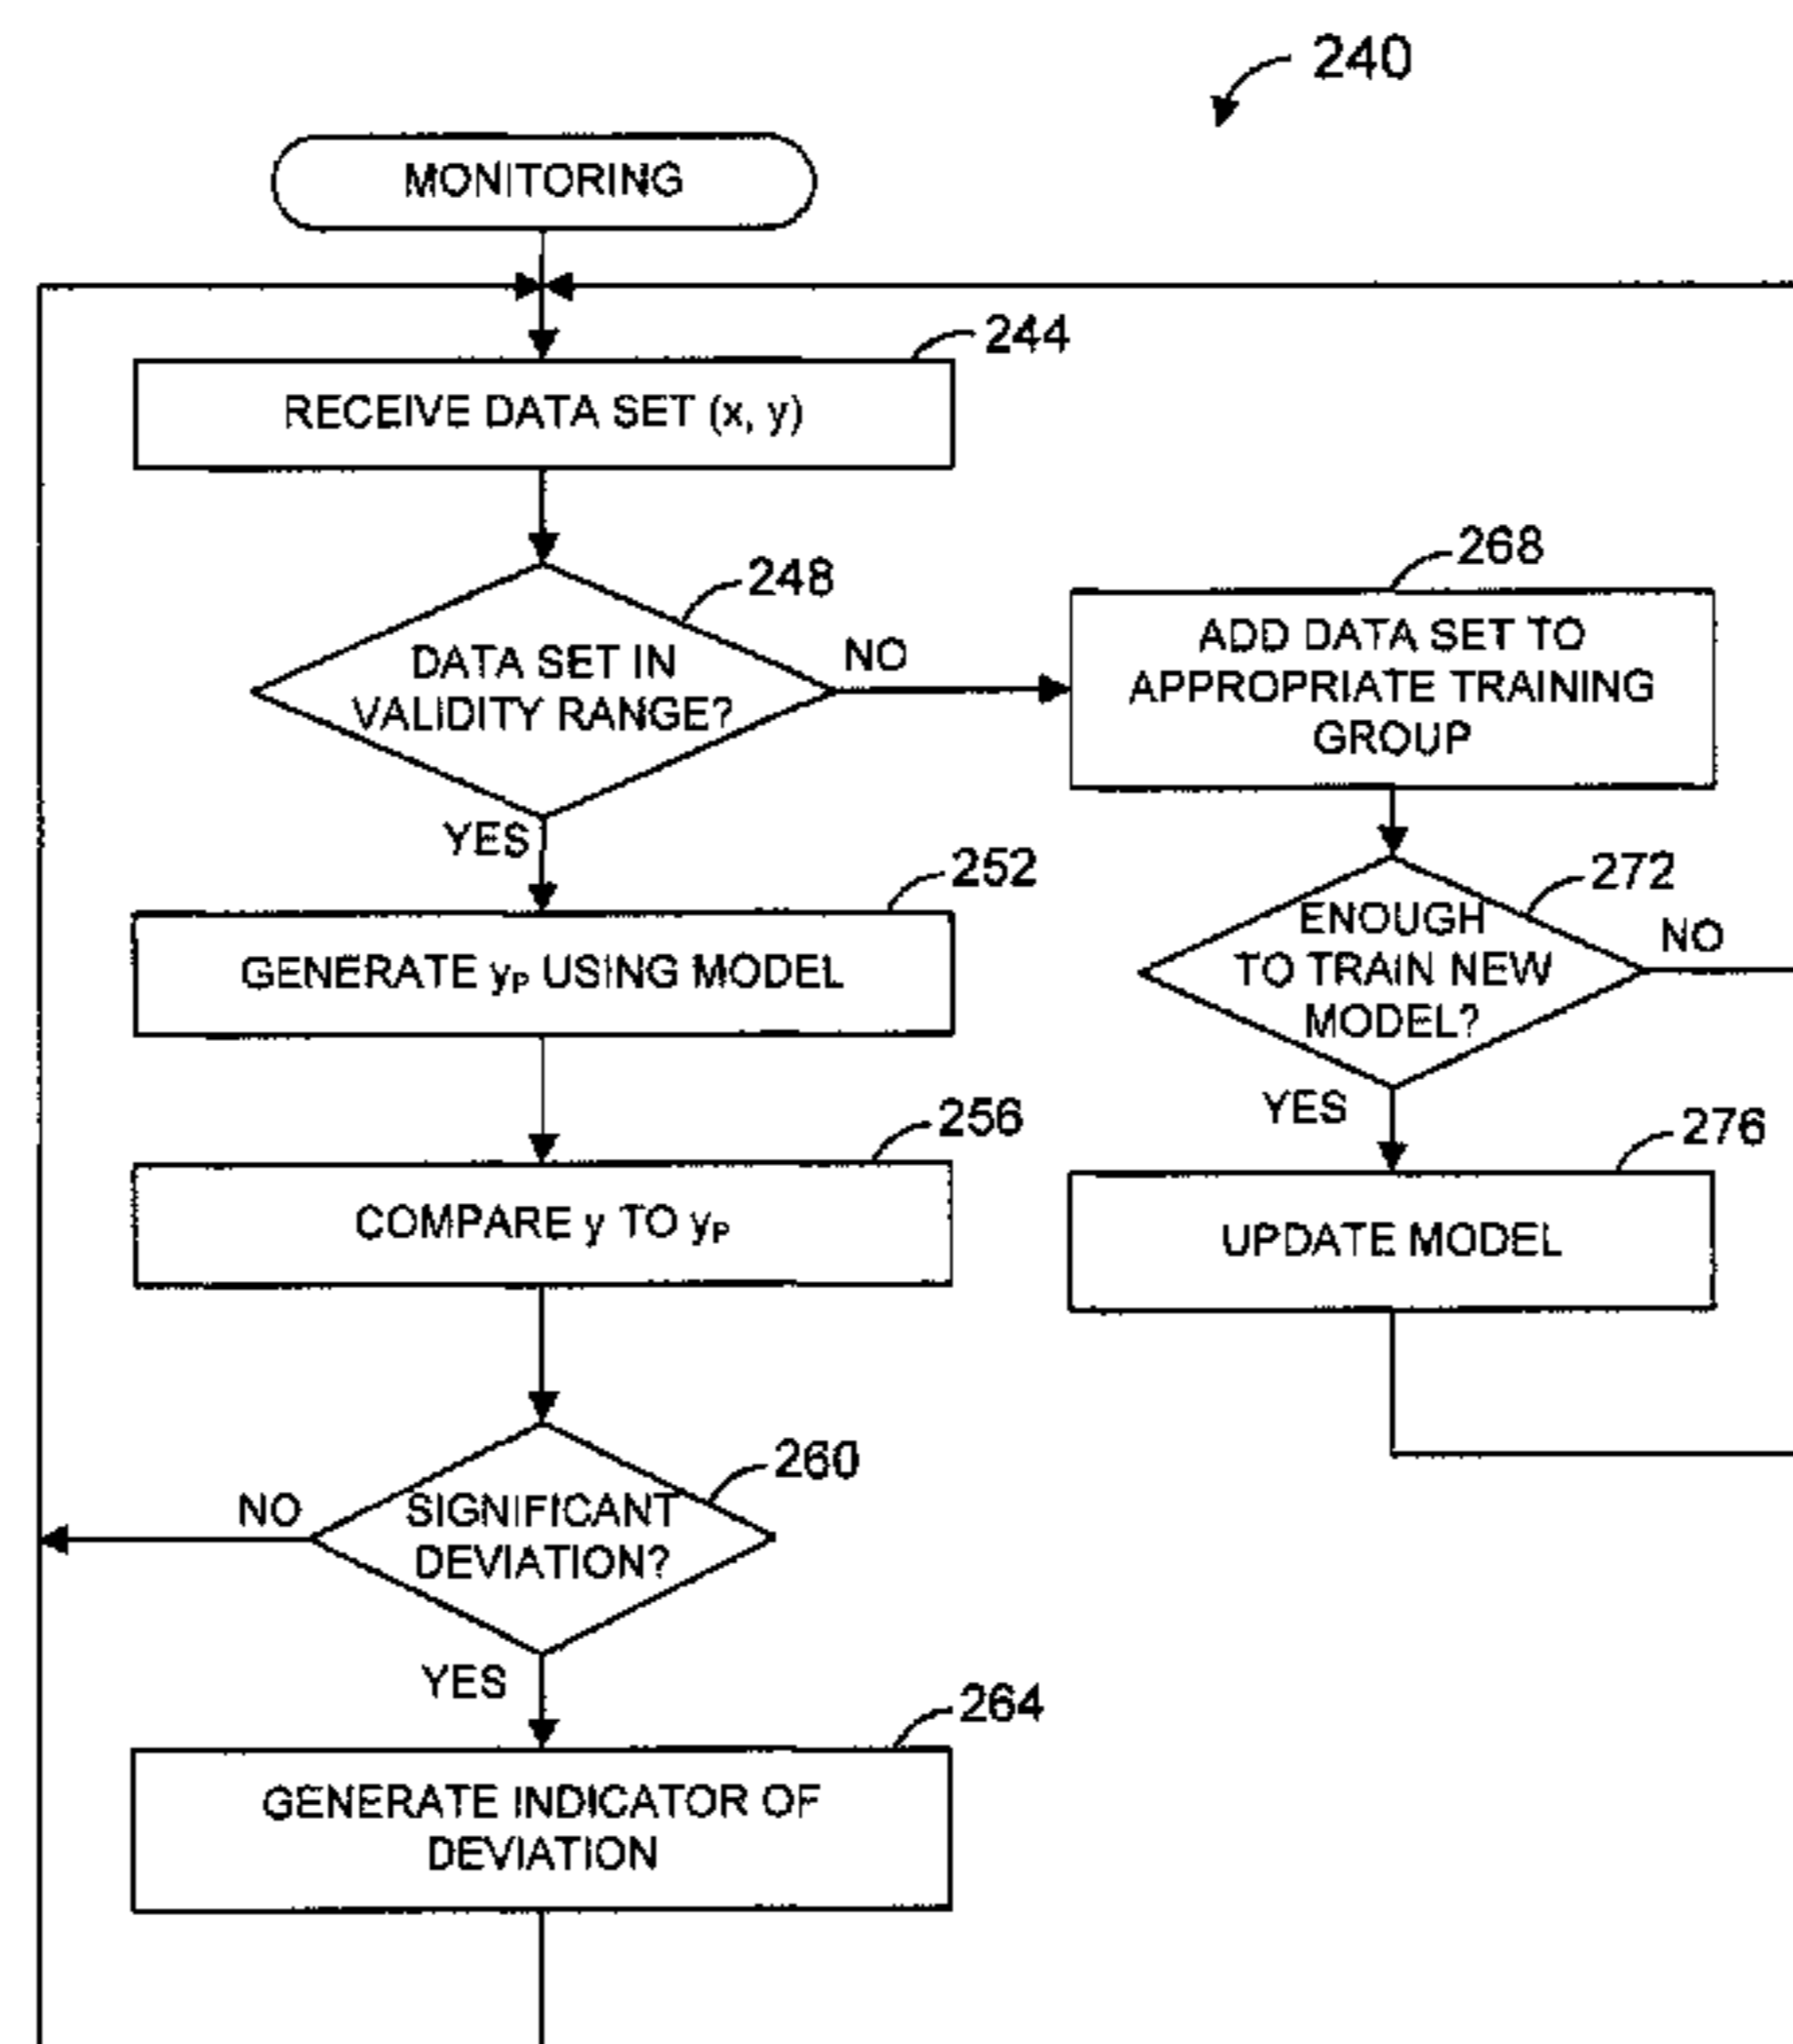 240
MONITORING
244
RECEIVE DATA SET (x, y)
248
DATA SET IN
VALIDITY RANGE?
NO
YES
268
ADD DATA SET TO
APPROPRIATE TRAINING
GROUP
252
GENERATE yP USING MODEL
272
ENOUGH
TO TRAIN NEW
MODEL?
NO
YES
256
COMPARE y TO yP
276
UPDATE MODEL
260
SIGNIFICANT
DEVIATION?
NO
YES
264
GENERATE INDICATOR OF
DEVIATION